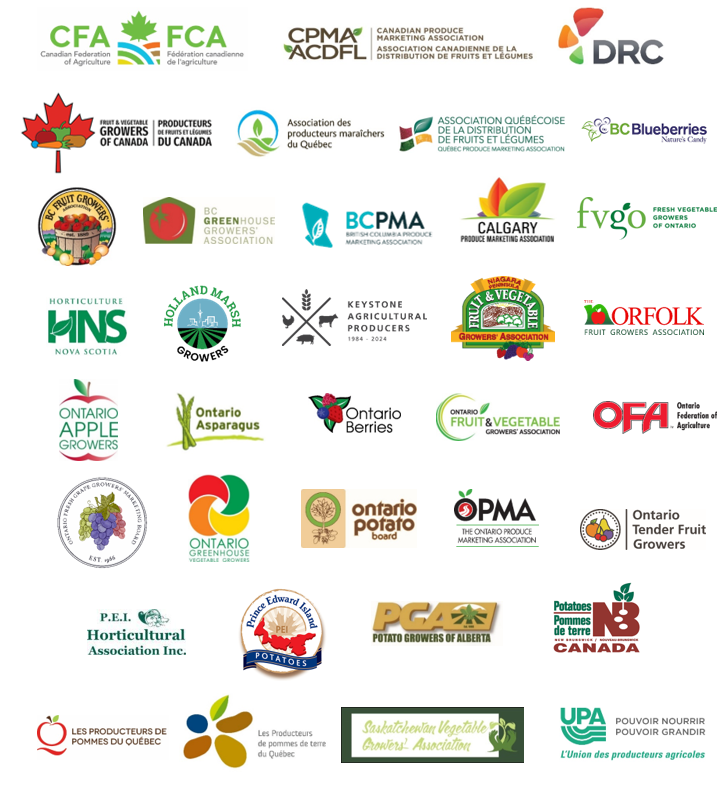 CFA FCA
Canadian Federation
of Agriculture
Fédération canadienne
de l'agriculture
CPMA
ACDFL
CANADIAN PRODUCE
MARKETING ASSOCIATION
ASSOCIATION CANADIENNE DE LA
DISTRIBUTION DE FRUITS ET LÉGUMES
DRC
FRUIT & VEGETABLE
GROWERS
OF CANADA
PRODUCTEURS
DE FRUITS ET LÉGUMES
DU CANADA
Association des
producteurs maraîchers
du Québec
ASSOCIATION QUÉBÉCOISE
DE LA DISTRIBUTION
DE FRUITS ET LÉGUMES
QUÉBEC PRODUCE MARKETING ASSOCIATION
BCBlueberries
Nature's Candy
BC FRUIT GROWERS'
ASSOCIATION
BC
GREENHOUSE
GROWERS'
ASSOCIATION
BCPMA
BRITISH COLUMBIA PRODUCE
MARKETING ASSOCIATION
CALGARY
PRODUCE MARKETING ASSOCIATION
fvgo
FRESH VEGETABLE
GROWERS
OF ONTARIO
HORTICULTURE
HNS
NOVA SCOTIA
HOLLAND MARSH
GROWERS
KEYSTONE
AGRICULTURAL
PRODUCERS
1984 - 2024
NIAGARA
PENINSULA
FRUIT & VEGETABLE
GROWERS' ASSOCIATION
THE
NORFOLK
FRUIT GROWERS ASSOCIATION
ONTARIO
APPLE
GROWERS
Ontario
Asparagus
Ontario
Berries
ONTARIO
FRUIT & VEGETABLE
GROWERS' ASSOCIATION
OFA
Ontario
Federation of
Agriculture
ONTARIO FRESH GRAPE GROWERS' MARKETING BOARD
EST. 1986
ONTARIO
GREENHOUSE
VEGETABLE GROWERS
ontario
potato
board
OPMA
THE ONTARIO PRODUCE
MARKETING ASSOCIATION
Ontario
Tender Fruit
Growers
P.E.I.
Horticultural
Association Inc.
Prince Edward Island
PEI
POTATOES
PGA
POTATO GROWERS OF ALBERTA
Potatoes
Pommes
de terre
NB
NEW BRUNSWICK / NOUVEAU-BRUNSWICK
CANADA
LES PRODUCTEURS DE
POMMES DU QUÉBEC
Les Producteurs
de pommes de terre
du Québec
Saskatchewan Vegetable
Growers' Association
UPA
POUVOIR NOURRIR
POUVOIR GRANDIR
L'Union des producteurs agricoles